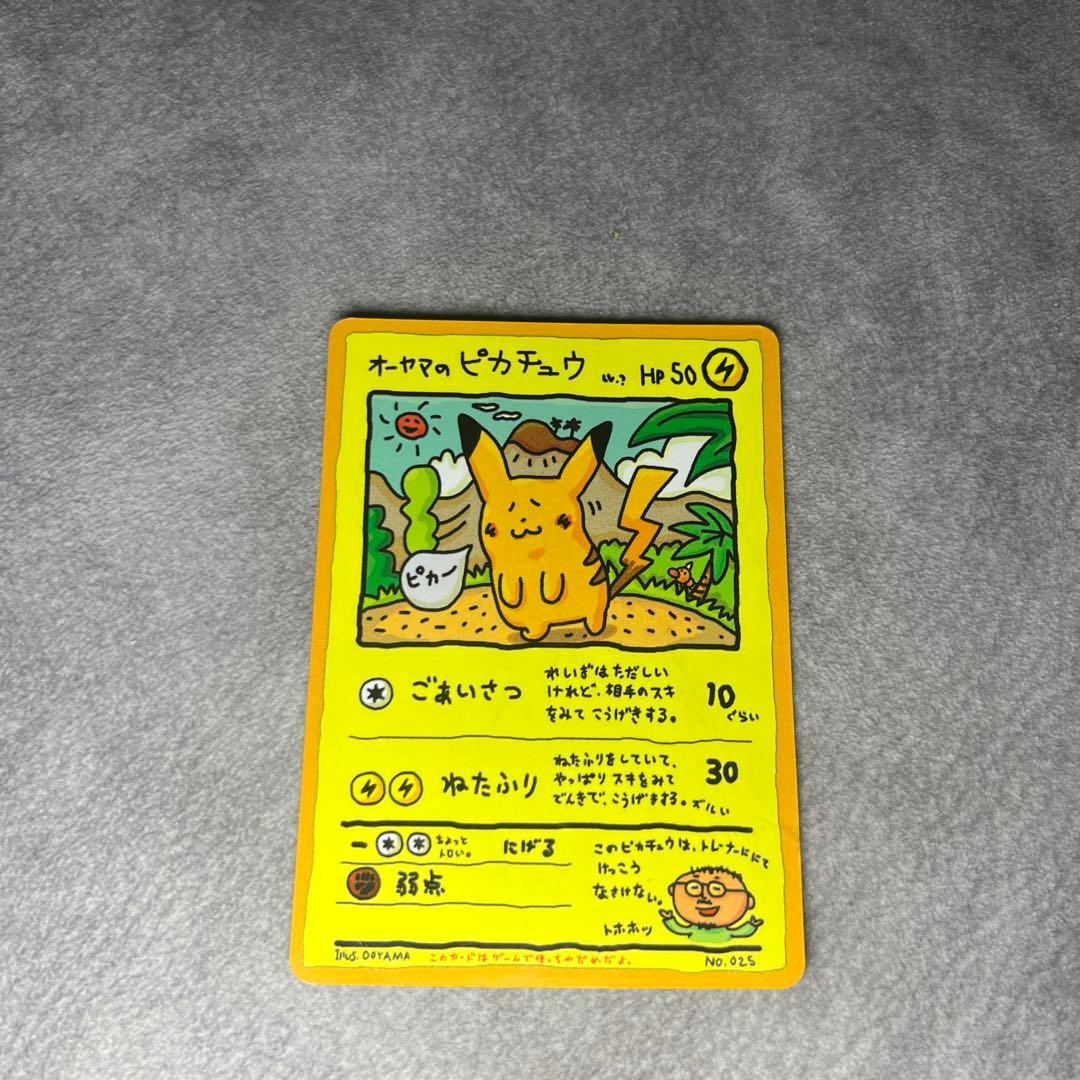 オーヤマの ピカチュウ LV.? HP 50
ピカー
ごあいさつ
れいぎはただしい
けれど、相手のスキ
をみて こうげきする。
10
ぐらい
ねたふり
ねたふりをしていて、
やっぱり スキをみて
でんきで、こうげきする。ズルい
30
ー
ちょっと
トロい。
にげる
弱点
このピカチュウは、トレーナーににて
けっこう
なさけない。
トホホッ
Illus. OOYAMA
このカードはゲームで使っちゃだめだよ。
NO. 025